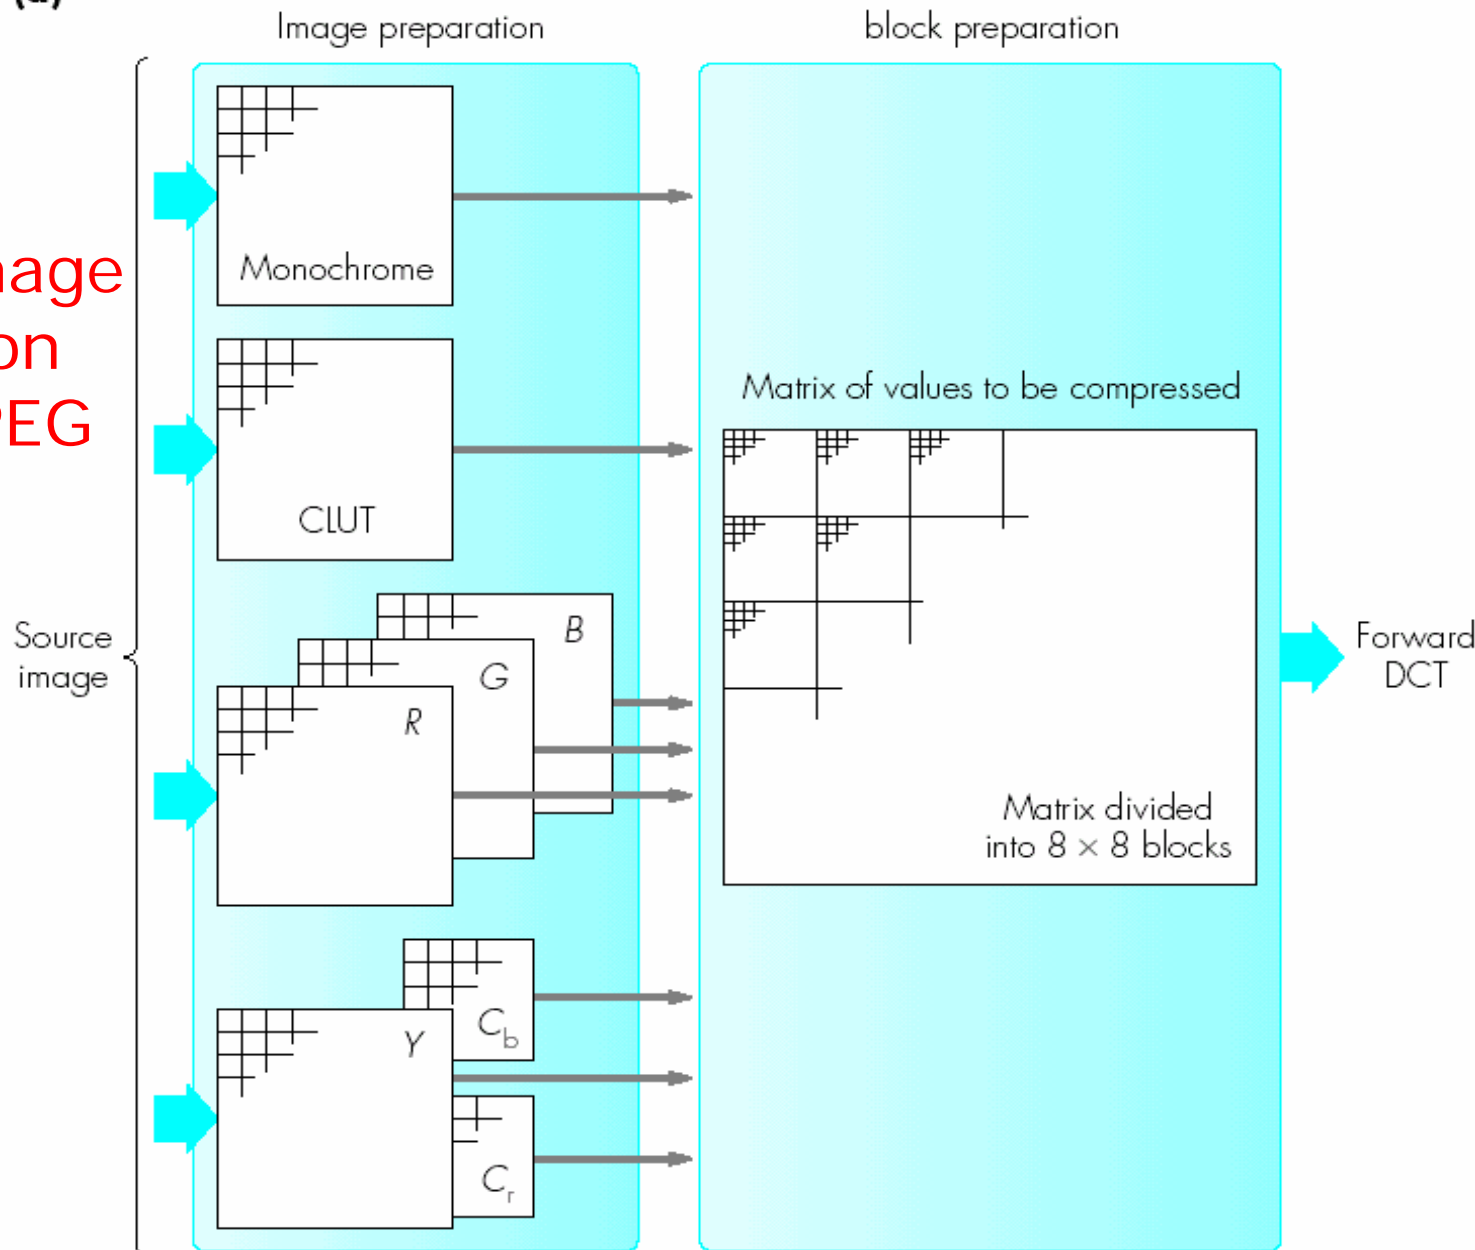 Image preparation
block preparation
Monochrome
CLUT
B
G
R
Y
Cb
Cr
Source
image
Matrix of values to be compressed
Matrix divided
into 8 × 8 blocks
Forward
DCT